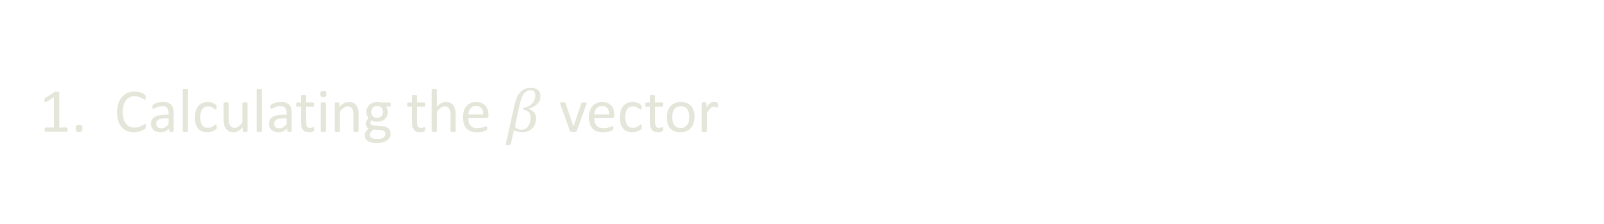 1. Calculating the β vector